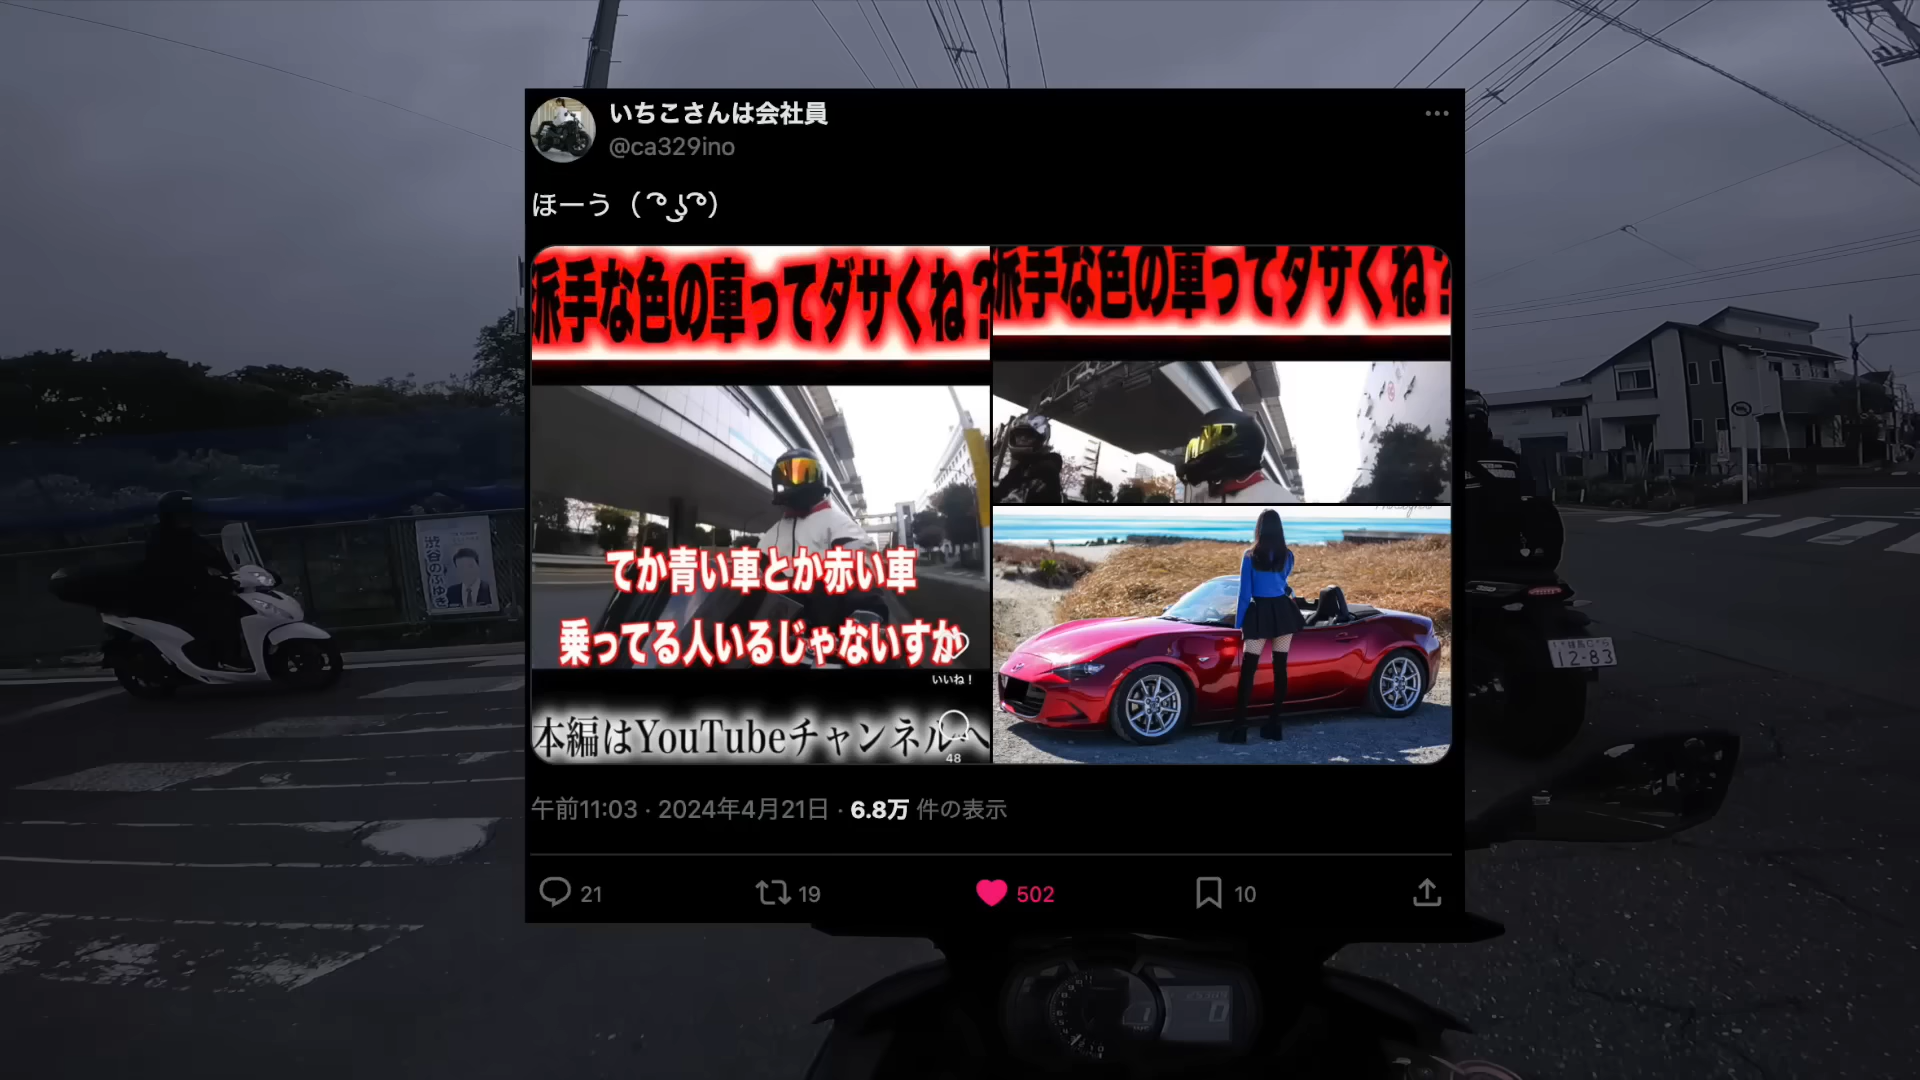 いちこさんは会社員
@ca329ino
ほーう ( ͡° ͜ʖ ͡°)
派手な色の車ってダサくね?
派手な色の車ってダサくね?
てか青い車とか赤い車
乗ってる人いるじゃないすか
いいね!
本編はYouTubeチャンネルへ
48
午前11:03 · 2024年4月21日 · 6.8万 件の表示
21
19
502
10
渋谷のぶゆき
12-83